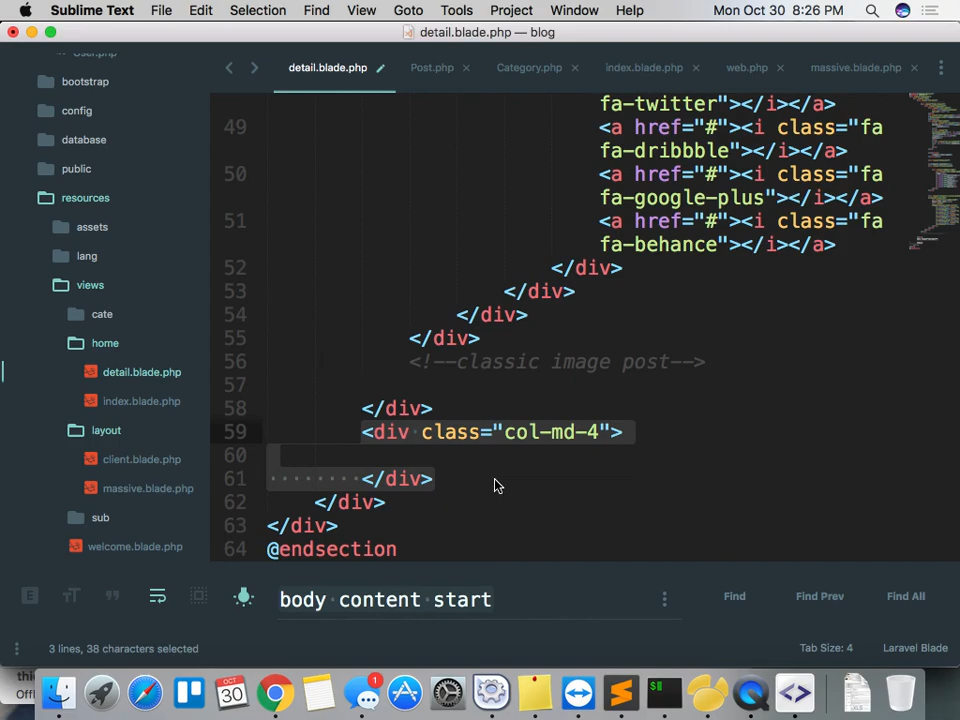 Sublime Text File Edit Selection Find View Goto Tools Project Window Help Mon Oct 30 8:26 PM
detail.blade.php — blog
detail.blade.php Post.php Category.php index.blade.php web.php massive.blade.php
bootstrap
config
database
public
resources
assets
lang
views
cate
home
detail.blade.php
index.blade.php
layout
client.blade.php
massive.blade.php
sub
welcome.blade.php
fa-twitter"></i></a>
49 <a href="#"><i class="fa
fa-dribbble"></i></a>
50 <a href="#"><i class="fa
fa-google-plus"></i></a>
51 <a href="#"><i class="fa
fa-behance"></i></a>
52 </div>
53 </div>
54 </div>
55 </div>
56 <!--classic image post-->
57
58 </div>
59 <div class="col-md-4">
60
61 </div>
62 </div>
63 </div>
64 @endsection
body content start Find Find Prev Find All
3 lines, 38 characters selected Tab Size: 4 Laravel Blade
OCT
30
1